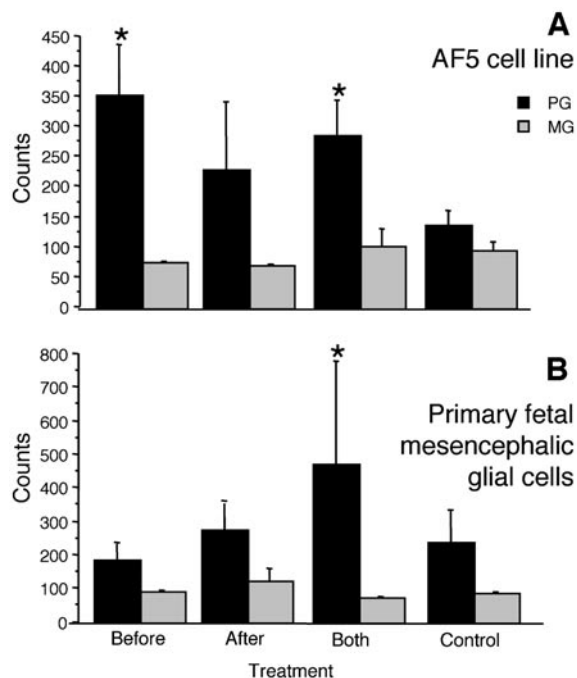 A
AF5 cell line
PG
MG
*
*
450
400
350
300
250
200
150
100
50
0
Counts
B
Primary fetal
mesencephalic
glial cells
*
800
700
600
500
400
300
200
100
0
Counts
Before After Both Control
Treatment